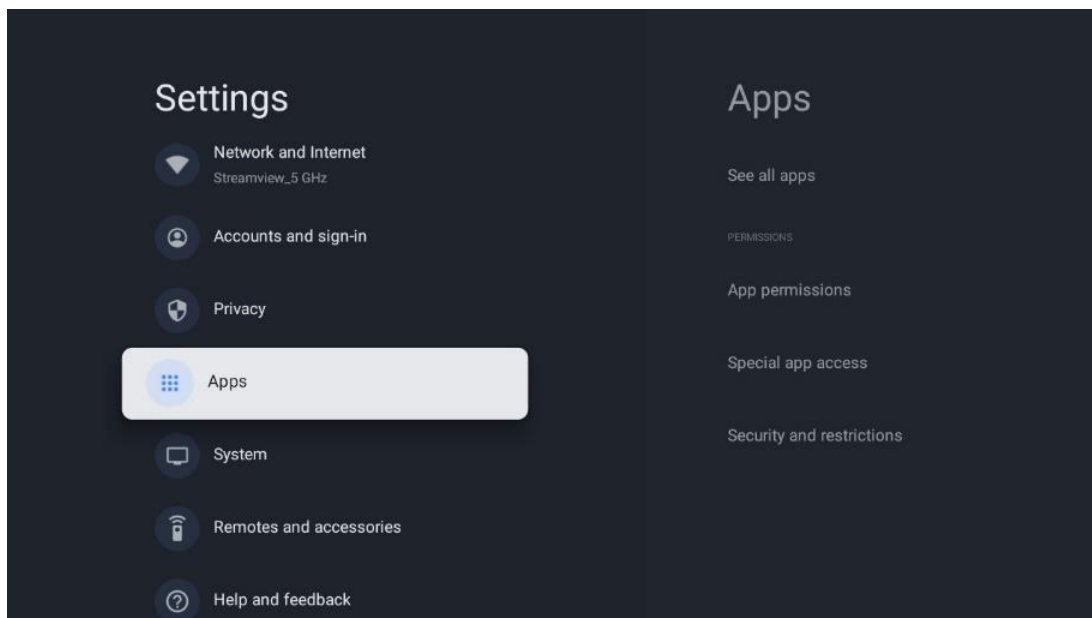 Settings
Network and Internet
Streamview_5 GHz
Accounts and sign-in
Privacy
Apps
System
Remotes and accessories
Help and feedback
Apps
See all apps
PERMISSIONS
App permissions
Special app access
Security and restrictions